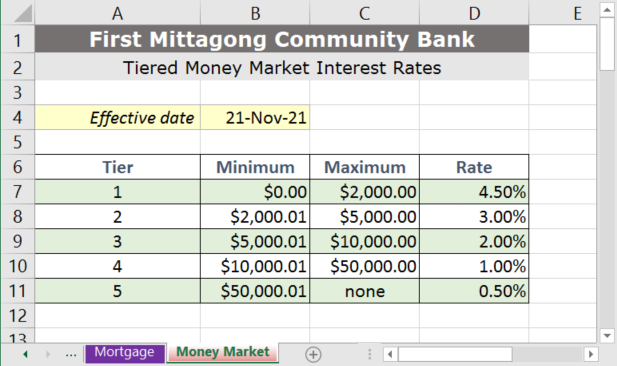 A B C D E
1 First Mittagong Community Bank
2 Tiered Money Market Interest Rates
3
4 Effective date 21-Nov-21
5
6 Tier Minimum Maximum Rate
7 1 $0.00 $2,000.00 4.50%
8 2 $2,000.01 $5,000.00 3.00%
9 3 $5,000.01 $10,000.00 2.00%
10 4 $10,000.01 $50,000.00 1.00%
11 5 $50,000.01 none 0.50%
12
13
... Mortgage Money Market